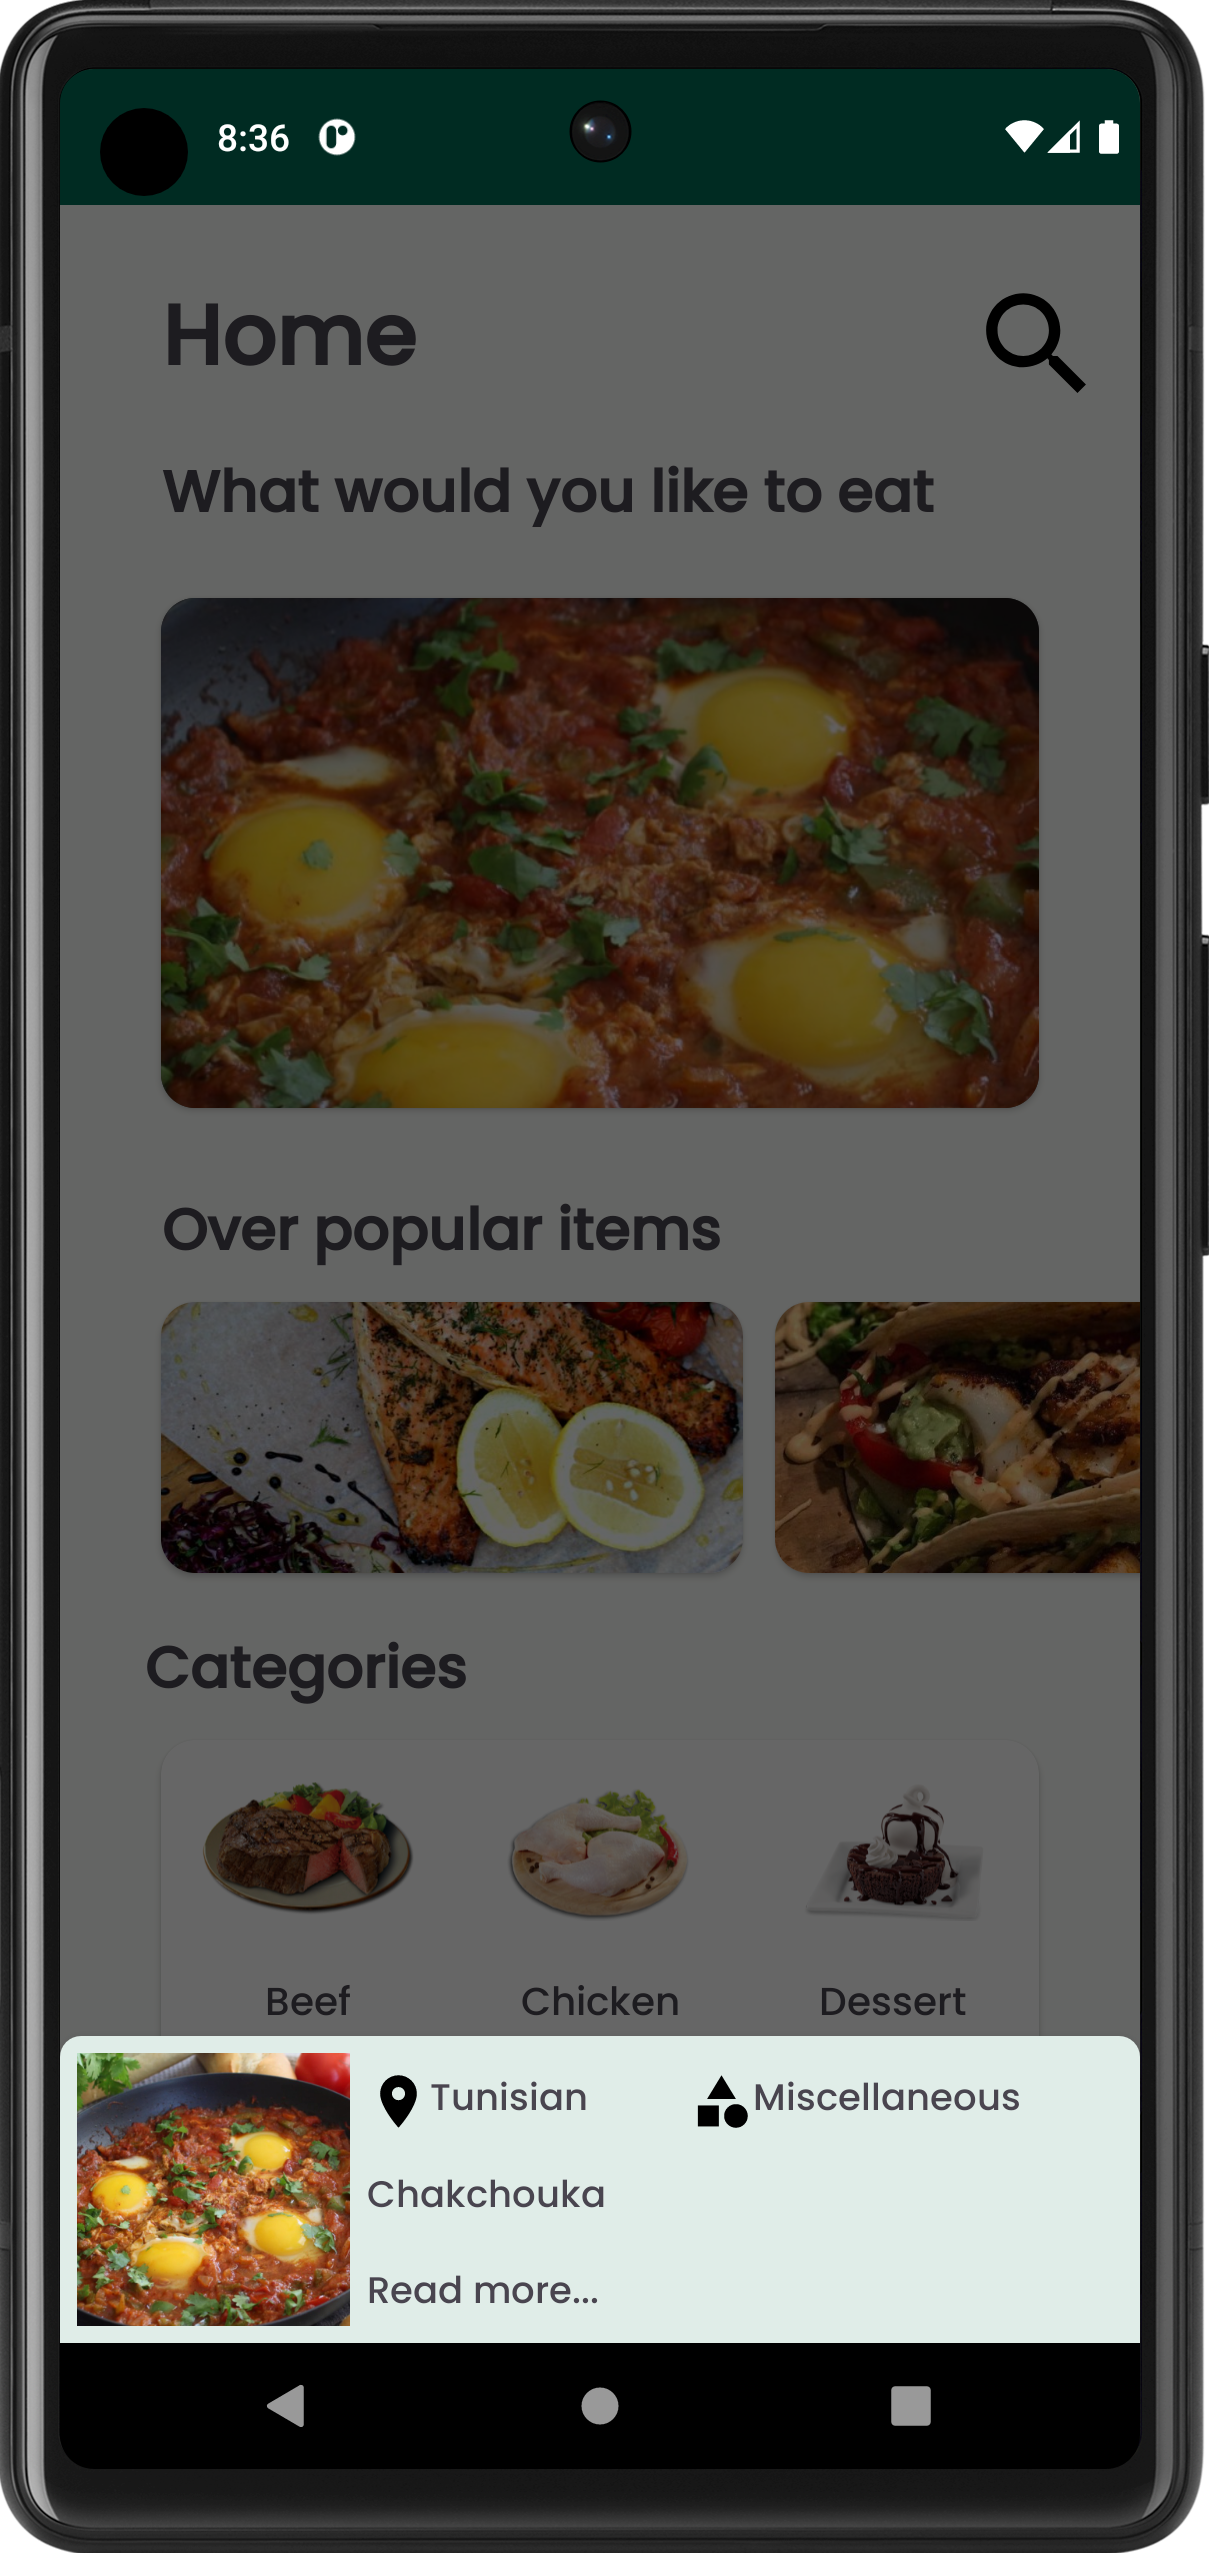 8:36
Home
What would you like to eat
Over popular items
Categories
Beef Chicken Dessert
Tunisian Miscellaneous
Chakchouka
Read more...